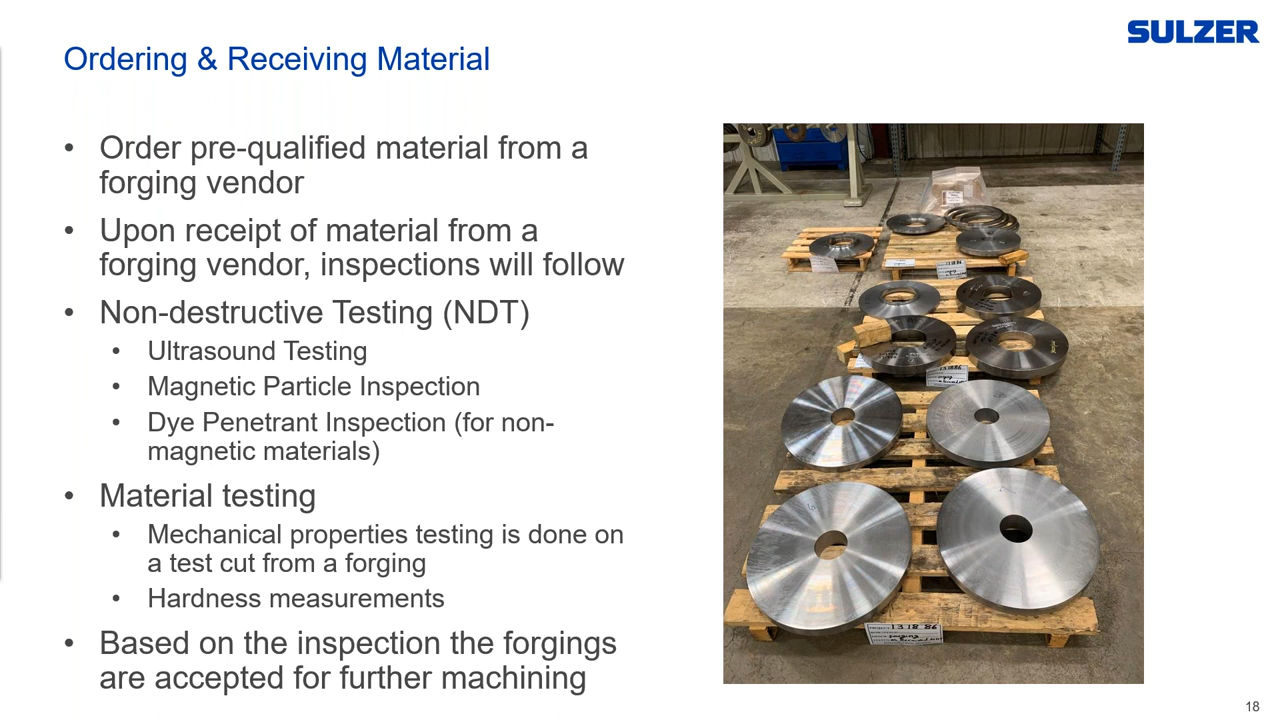 SULZER
Ordering & Receiving Material
• Order pre-qualified material from a
forging vendor
• Upon receipt of material from a
forging vendor, inspections will follow
• Non-destructive Testing (NDT)
• Ultrasound Testing
• Magnetic Particle Inspection
• Dye Penetrant Inspection (for non-
magnetic materials)
• Material testing
• Mechanical properties testing is done on
a test cut from a forging
• Hardness measurements
• Based on the inspection the forgings
are accepted for further machining
131886
131886
forging
18